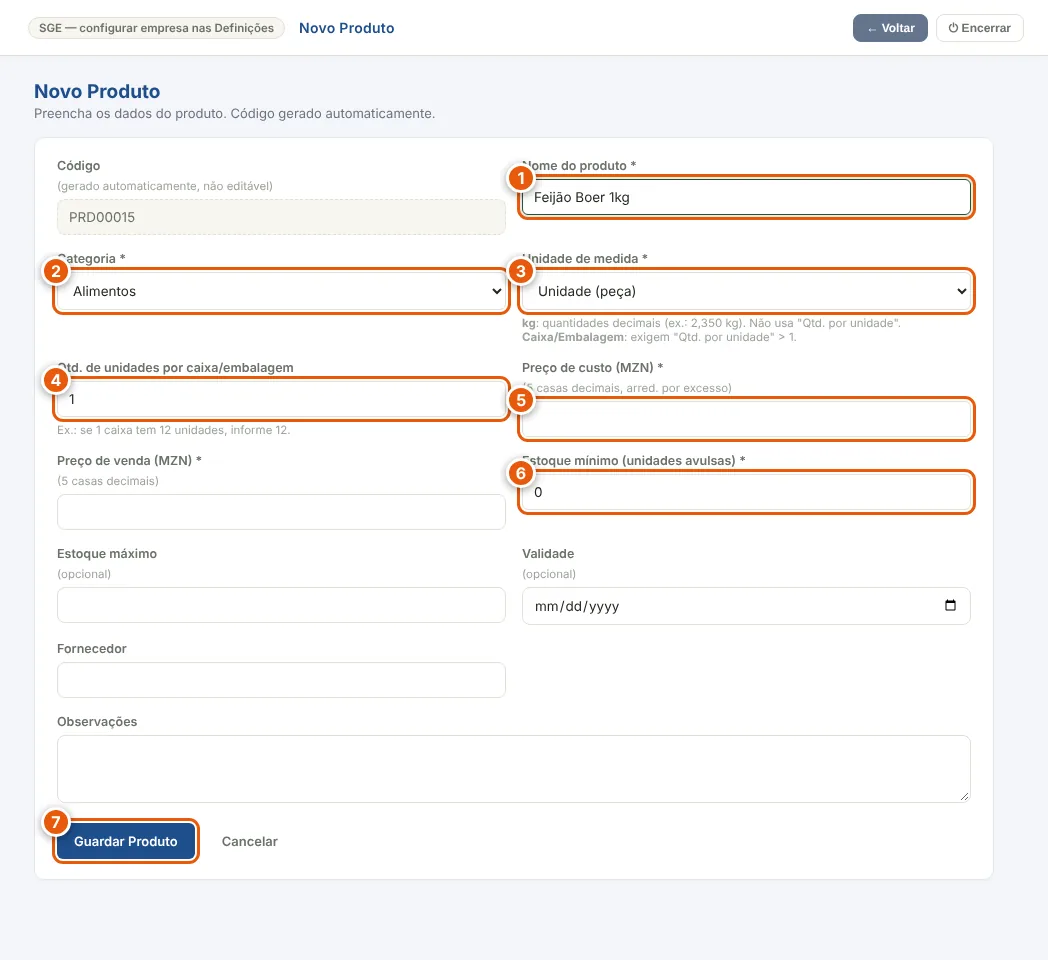 SGE — configurar empresa nas Definições
Novo Produto
← Voltar
Encerrar
Novo Produto
Preencha os dados do produto. Código gerado automaticamente.
Código
(gerado automaticamente, não editável)
PRD00015
1
Nome do produto *
Feijão Boer 1kg
2
Categoria *
Alimentos
3
Unidade de medida *
Unidade (peça)
kg: quantidades decimais (ex.: 2,350 kg). Não usa "Qtd. por unidade".
Caixa/Embalagem: exigem "Qtd. por unidade" > 1.
4
Qtd. de unidades por caixa/embalagem
1
Ex.: se 1 caixa tem 12 unidades, informe 12.
Preço de custo (MZN) *
(5 casas decimais, arred. por excesso)
5
Preço de venda (MZN) *
(5 casas decimais)
6
Estoque mínimo (unidades avulsas) *
0
Estoque máximo
(opcional)
Validade
(opcional)
mm/dd/yyyy
Fornecedor
Observações
7
Guardar Produto
Cancelar